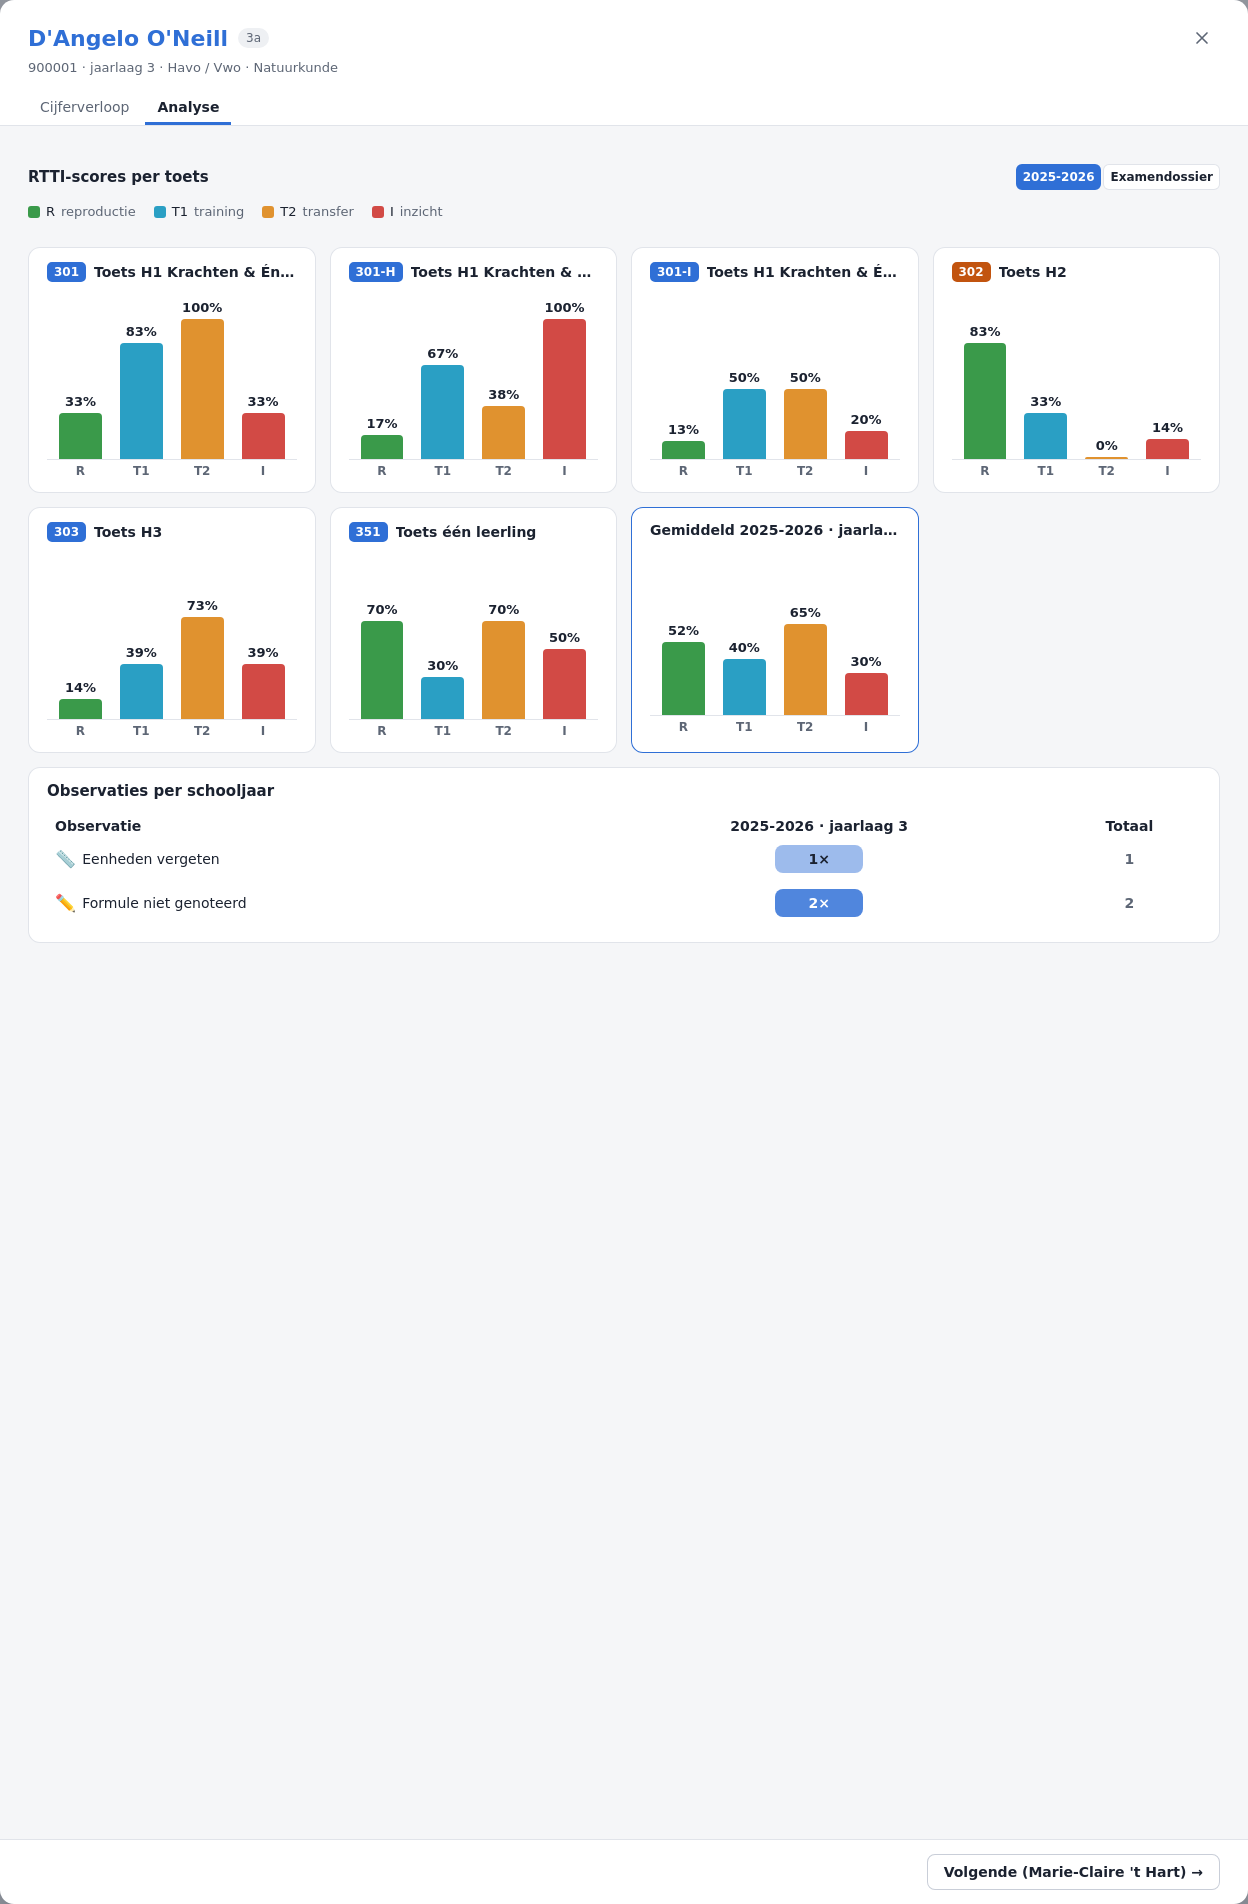 D'Angelo O'Neill 3a
900001 · jaarlaag 3 · Havo / Vwo · Natuurkunde
Cijferverloop Analyse
RTTI-scores per toets 2025-2026 Examendossier
R reproductie T1 training T2 transfer I inzicht
301 Toets H1 Krachten & Én…
33% 83% 100% 33%
R T1 T2 I
301-H Toets H1 Krachten & …
17% 67% 38% 100%
R T1 T2 I
301-I Toets H1 Krachten & É…
13% 50% 50% 20%
R T1 T2 I
302 Toets H2
83% 33% 0% 14%
R T1 T2 I
303 Toets H3
14% 39% 73% 39%
R T1 T2 I
351 Toets één leerling
70% 30% 70% 50%
R T1 T2 I
Gemiddeld 2025-2026 · jaarla…
52% 40% 65% 30%
R T1 T2 I
Observaties per schooljaar
Observatie 2025-2026 · jaarlaag 3 Totaal
Eenheden vergeten 1× 1
Formule niet genoteerd 2× 2
Volgende (Marie-Claire 't Hart) →